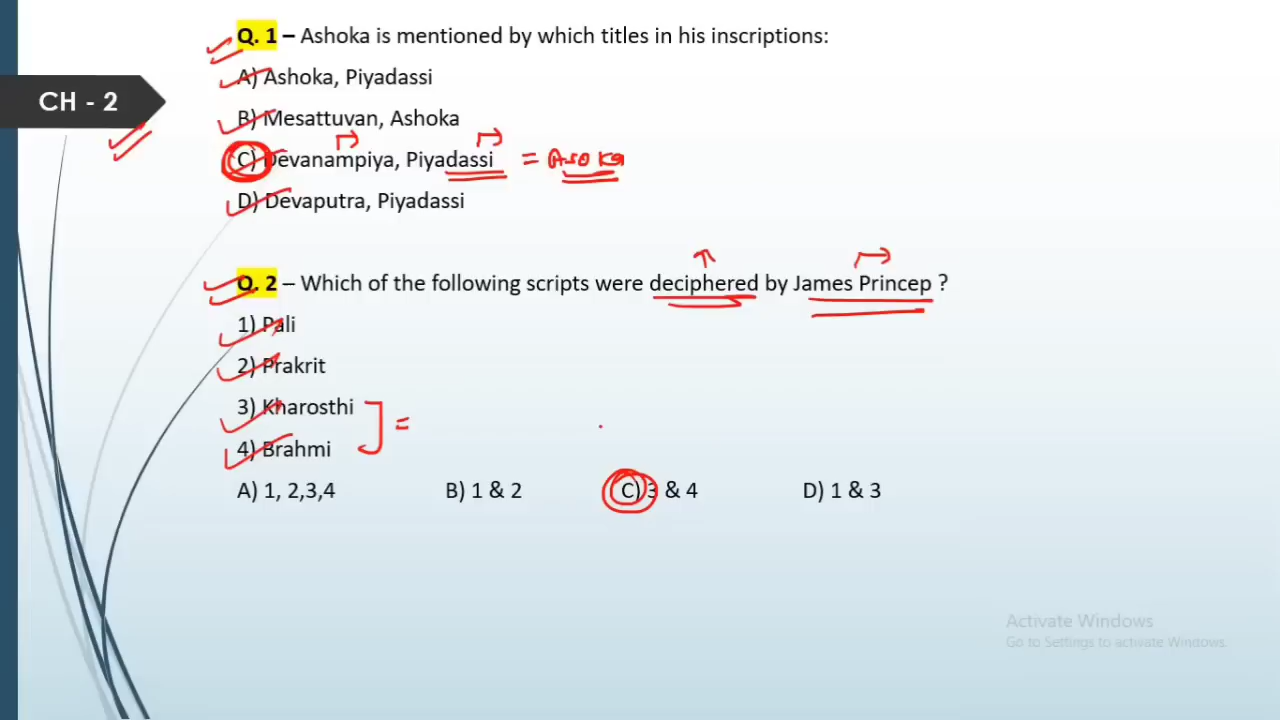 Q. 1 – Ashoka is mentioned by which titles in his inscriptions:
A) Ashoka, Piyadassi
CH - 2
B) Mesattuvan, Ashoka
C) Devanampiya, Piyadassi = Asoka
D) Devaputra, Piyadassi
Q. 2 – Which of the following scripts were deciphered by James Princep ?
1) Pali
2) Prakrit
3) Kharosthi
4) Brahmi ] =
A) 1, 2,3,4 B) 1 & 2 C) 3 & 4 D) 1 & 3
Activate Windows
Go to Settings to activate Windows.